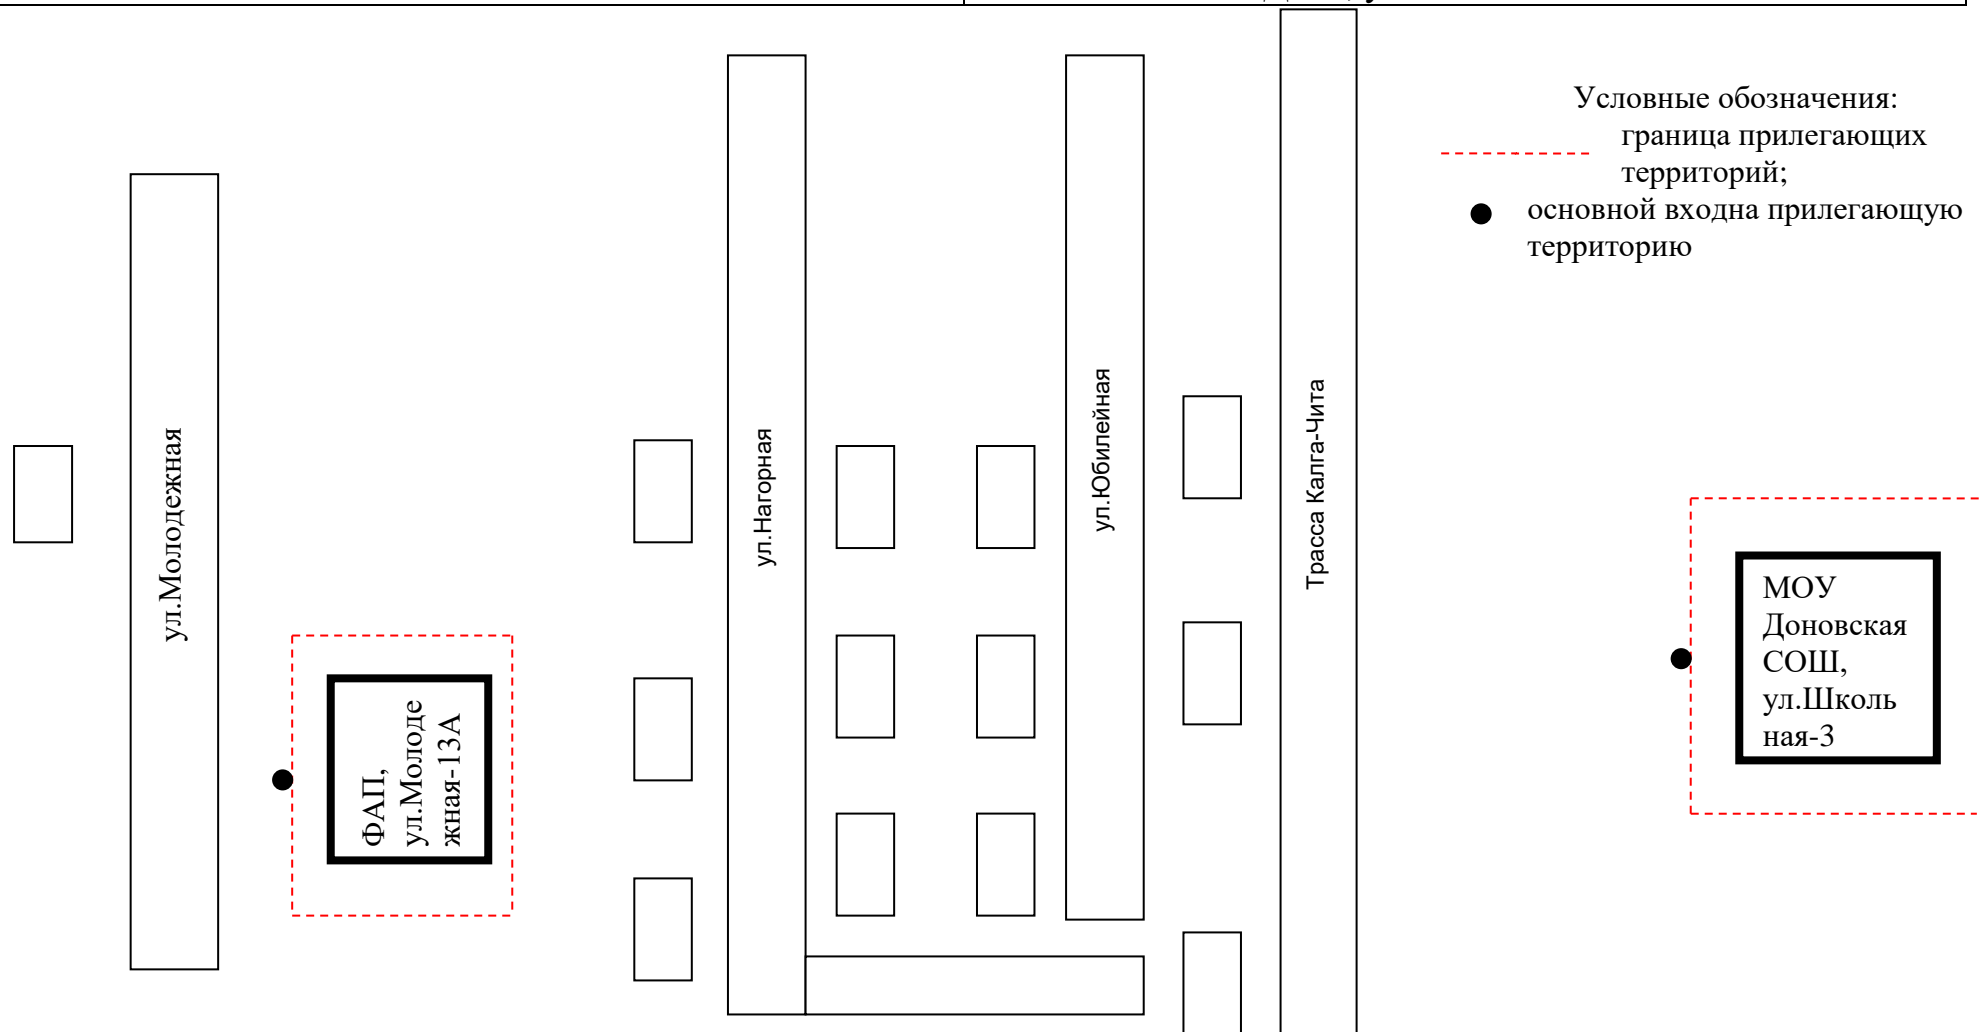 Условные обозначения:
граница прилегающих
территорий;
основной входна прилегающую
территорию
ул.Молодежная
ул.Нагорная
ул.Юбилейная
Трасса Калга-Чита
ФАП,
ул.Молоде
жная-13А
МОУ
Доновская
СОШ,
ул.Школь
ная-3